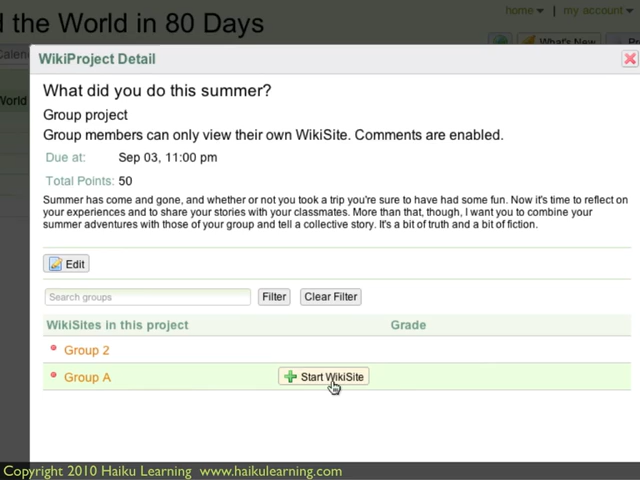 d the World in 80 Days
home
my account
What's New
Calen
World
WikiProject Detail
What did you do this summer?
Group project
Group members can only view their own WikiSite. Comments are enabled.
Due at: Sep 03, 11:00 pm
Total Points: 50
Summer has come and gone, and whether or not you took a trip you're sure to have had some fun. Now it's time to reflect on
your experiences and to share your stories with your classmates. More than that, though, I want you to combine your
summer adventures with those of your group and tell a collective story. It's a bit of truth and a bit of fiction.
Edit
Search groups Filter Clear Filter
WikiSites in this project Grade
Group 2
Group A Start WikiSite
Copyright 2010 Haiku Learning www.haikulearning.com